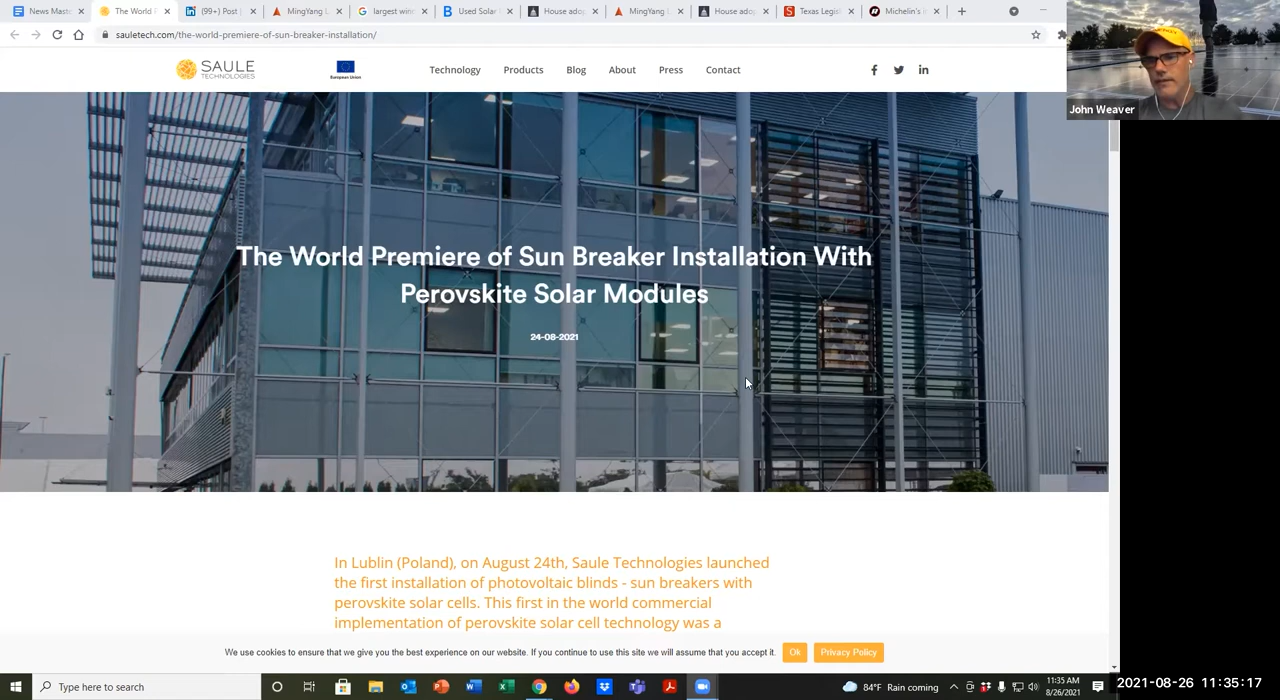 News Maste
The World P
(99+) Post |
MingYang L
largest winc
Used Solar
House adop
MingYang L
House adop
Texas Legisl
Michelin's i
sauletech.com/the-world-premiere-of-sun-breaker-installation/
SAULE
TECHNOLOGIES
European Union
Technology
Products
Blog
About
Press
Contact
John Weaver
The World Premiere of Sun Breaker Installation With
Perovskite Solar Modules
24-08-2021
In Lublin (Poland), on August 24th, Saule Technologies launched
the first installation of photovoltaic blinds - sun breakers with
perovskite solar cells. This first in the world commercial
implementation of perovskite solar cell technology was a
We use cookies to ensure that we give you the best experience on our website. If you continue to use this site we will assume that you accept it.
Ok
Privacy Policy
Type here to search
84°F Rain coming
11:35 AM
8/26/2021
2021-08-26 11:35:17